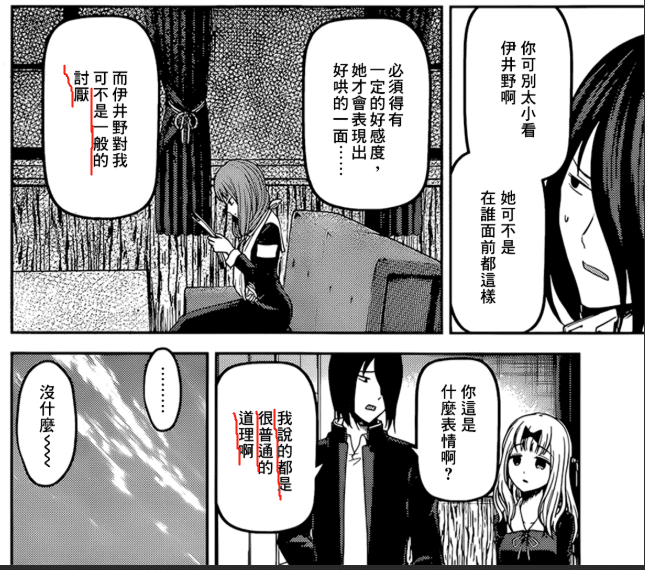 你可別太小看
伊井野啊
她可不是
在誰面前都這樣
必須得有
一定的好感度，
她才會表現出
好哄的一面……
而伊井野對我
可不是一般的
討厭
你這是
什麼表情啊？
我說的都是
很普通的
道理啊
………
沒什麼～～